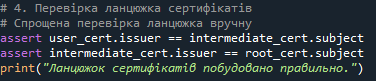 # 4. Перевірка ланцюжка сертифікатів
# Спрощена перевірка ланцюжка вручну
assert user_cert.issuer == intermediate_cert.subject
assert intermediate_cert.issuer == root_cert.subject
print("Ланцюжок сертифікатів побудовано правильно.")